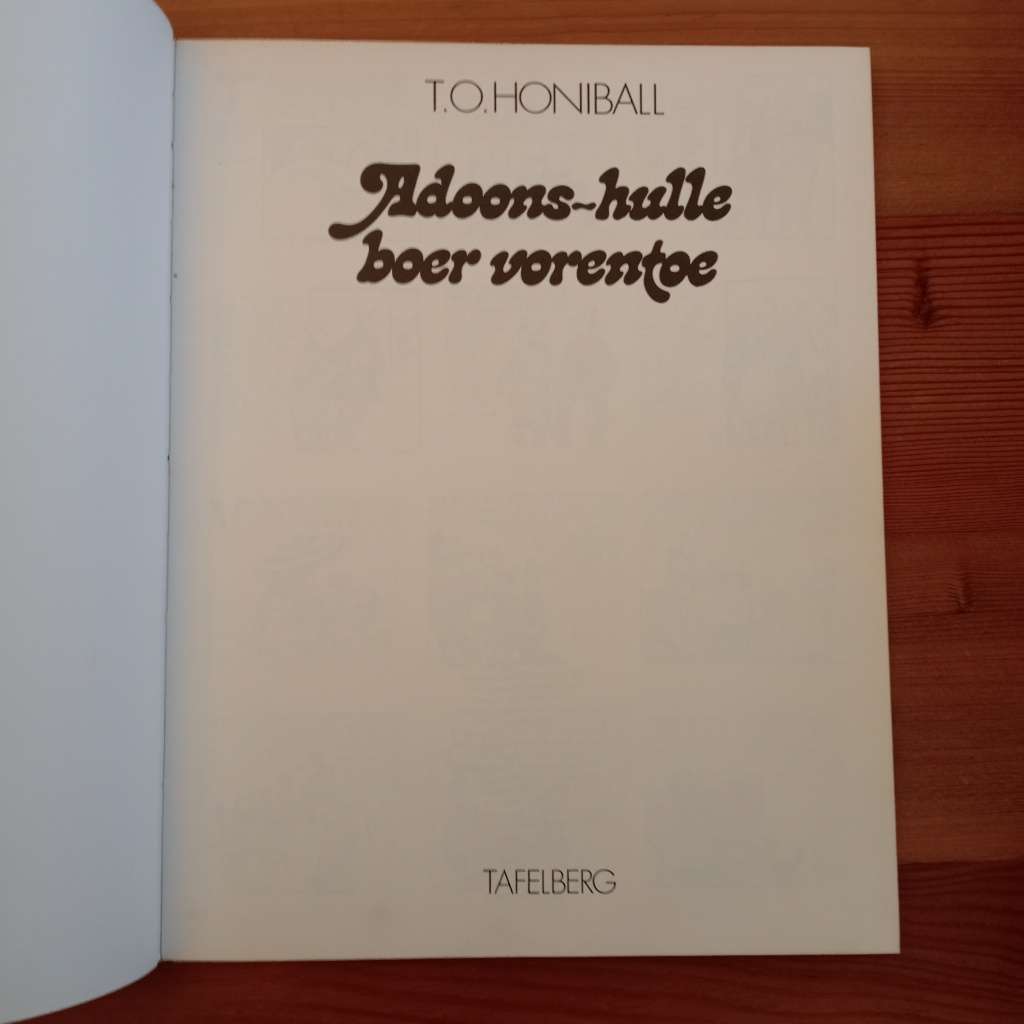 T.O. HONIBALL
Adoons-hulle
boer vorentoe
TAFELBERG